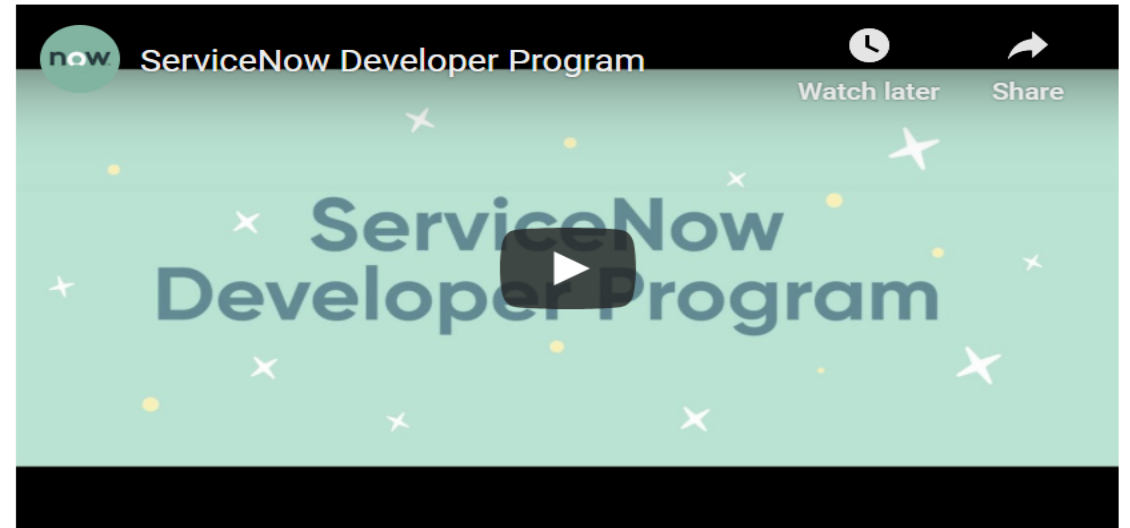 now.
ServiceNow Developer Program
Watch later
Share
ServiceNow
Developer Program